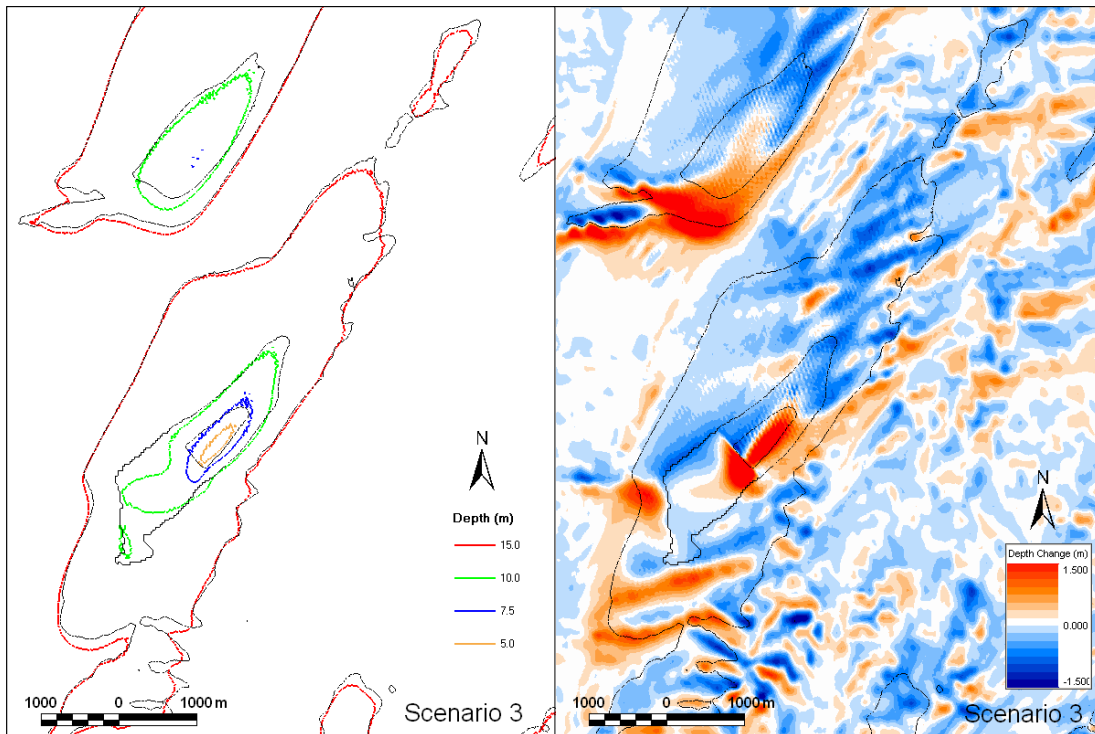 N
Depth (m)
15.0
10.0
7.5
5.0
1000 0 1000 m
Scenario 3
N
Depth Change (m)
1.500
0.000
-1.500
1000 0 1000 m
Scenario 3